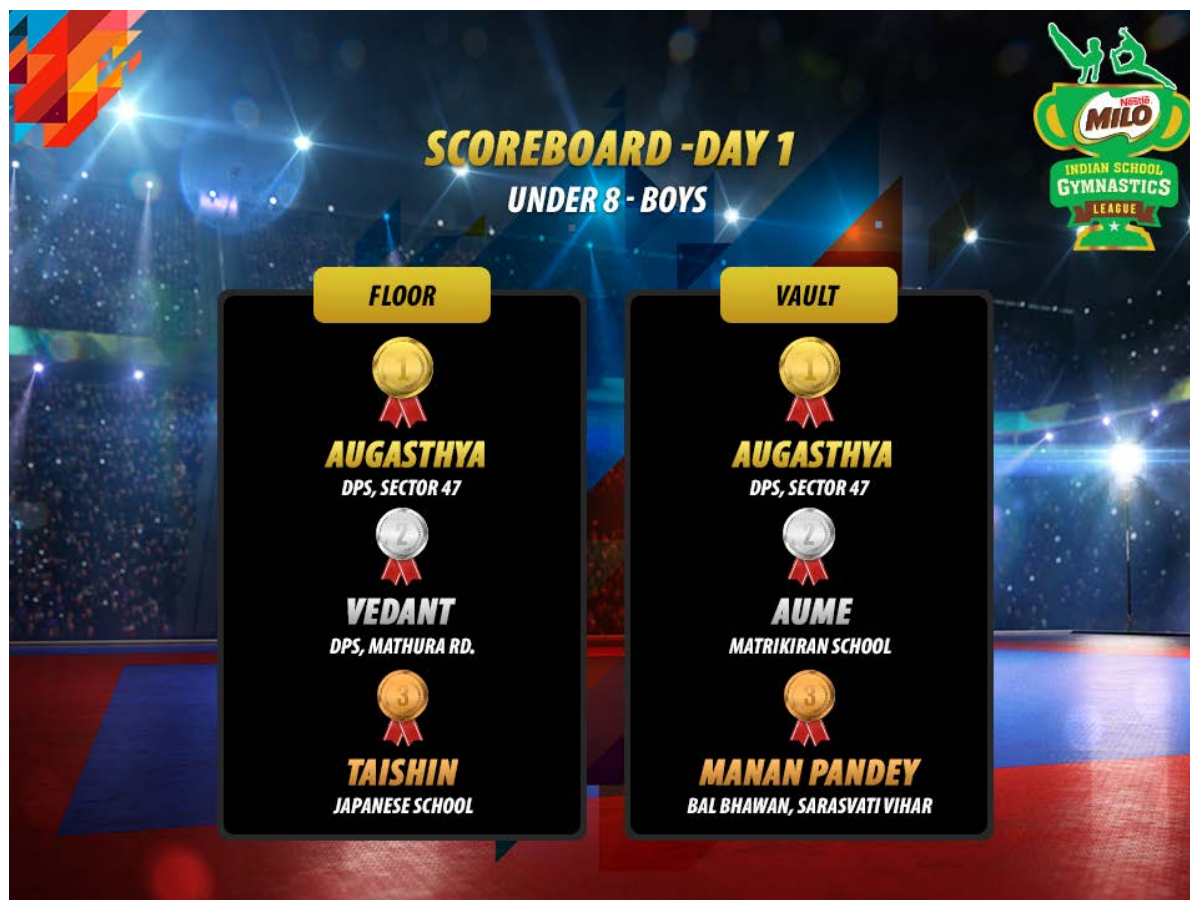 SCOREBOARD -DAY 1
UNDER 8 - BOYS
Nestlé
MILO
INDIAN SCHOOL
GYMNASTICS
LEAGUE
FLOOR
1
AUGASTHYA
DPS, SECTOR 47
2
VEDANT
DPS, MATHURA RD.
3
TAISHIN
JAPANESE SCHOOL
VAULT
1
AUGASTHYA
DPS, SECTOR 47
2
AUME
MATRIKIRAN SCHOOL
3
MANAN PANDEY
BAL BHAWAN, SARASVATI VIHAR